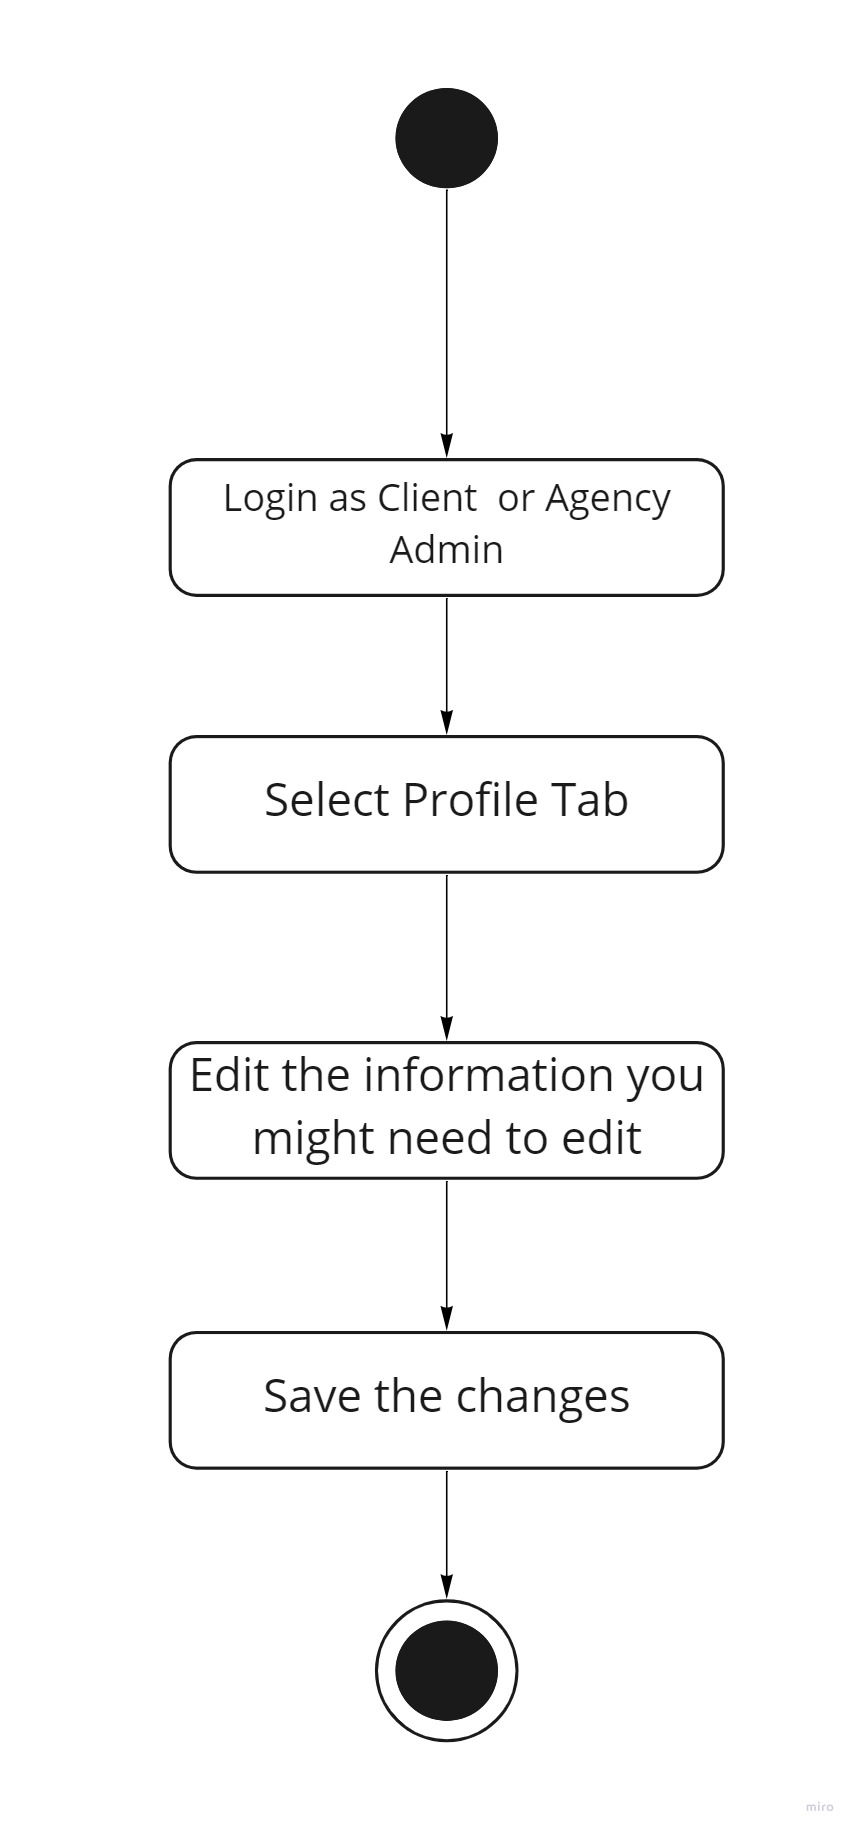 Login as Client  or Agency
Admin
Select Profile Tab
Edit the information you
might need to edit
Save the changes
miro